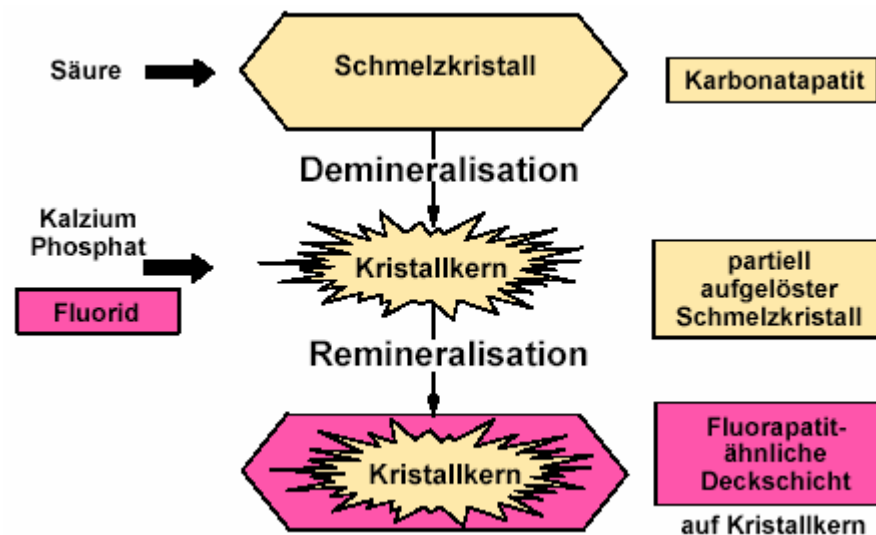 Säure
Schmelzkristall
Karbonatapatit
Demineralisation
Kalzium
Phosphat
Fluorid
Kristallkern
partiell
aufgelöster
Schmelzkristall
Remineralisation
Kristallkern
Fluorapatit-
ähnliche
Deckschicht
auf Kristallkern